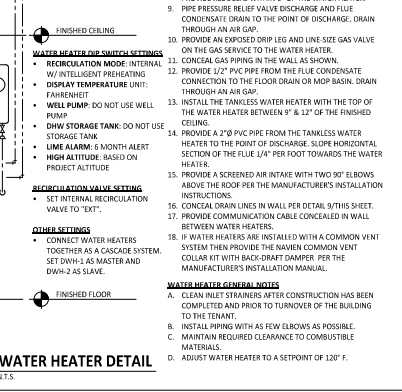 FINISHED CEILING
WATER HEATER DIP SWITCH SETTINGS
• RECIRCULATION MODE: INTERNAL
W/ INTELLIGENT PREHEATING
• DISPLAY TEMPERATURE UNIT:
FAHRENHEIT
• WELL PUMP: DO NOT USE WELL
PUMP
• DHW STORAGE TANK: DO NOT USE
STORAGE TANK
• LIME ALARM: 6 MONTH ALERT
• HIGH ALTITUDE: BASED ON
PROJECT ALTITUDE
RECIRCULATION VALVE SETTING
• SET INTERNAL RECIRCULATION
VALVE TO "EXT".
OTHER SETTINGS
• CONNECT WATER HEATERS
TOGETHER AS A CASCADE SYSTEM.
SET DWH-1 AS MASTER AND
DWH-2 AS SLAVE.
FINISHED FLOOR
WATER HEATER DETAIL
N.T.S.
9. PIPE PRESSURE RELIEF VALVE DISCHARGE AND FLUE
CONDENSATE DRAIN TO THE POINT OF DISCHARGE. DRAIN
THROUGH AN AIR GAP.
10. PROVIDE AN EXPOSED DRIP LEG AND LINE-SIZE GAS VALVE
ON THE GAS SERVICE TO THE WATER HEATER.
11. CONCEAL GAS PIPING IN THE WALL AS SHOWN.
12. PROVIDE 1/2" PVC PIPE FROM THE FLUE CONDENSATE
CONNECTION TO THE FLOOR DRAIN OR MOP BASIN. DRAIN
THROUGH AN AIR GAP.
13. INSTALL THE TANKLESS WATER HEATER WITH THE TOP OF
THE WATER HEATER BETWEEN 9" & 12" OF THE FINISHED
CEILING.
14. PROVIDE A 2"Ø PVC PIPE FROM THE TANKLESS WATER
HEATER TO THE POINT OF DISCHARGE. SLOPE HORIZONTAL
SECTION OF THE FLUE 1/4" PER FOOT TOWARDS THE WATER
HEATER.
15. PROVIDE A SCREENED AIR INTAKE WITH TWO 90° ELBOWS
ABOVE THE ROOF PER THE MANUFACTURER'S INSTALLATION
INSTRUCTIONS.
16. CONCEAL DRAIN LINES IN WALL PER DETAIL 9/THIS SHEET.
17. PROVIDE COMMUNICATION CABLE CONCEALED IN WALL
BETWEEN WATER HEATERS.
18. IF WATER HEATERS ARE INSTALLED WITH A COMMON VENT
SYSTEM THEN PROVIDE THE NAVIEN COMMON VENT
COLLAR KIT WITH BACK-DRAFT DAMPER PER THE
MANUFACTURER'S INSTALLATION MANUAL.
WATER HEATER GENERAL NOTES
A. CLEAN INLET STRAINERS AFTER CONSTRUCTION HAS BEEN
COMPLETED AND PRIOR TO TURNOVER OF THE BUILDING
TO THE TENANT.
B. INSTALL PIPING WITH AS FEW ELBOWS AS POSSIBLE.
C. MAINTAIN REQUIRED CLEARANCE TO COMBUSTIBLE
MATERIALS.
D. ADJUST WATER HEATER TO A SETPOINT OF 120° F.